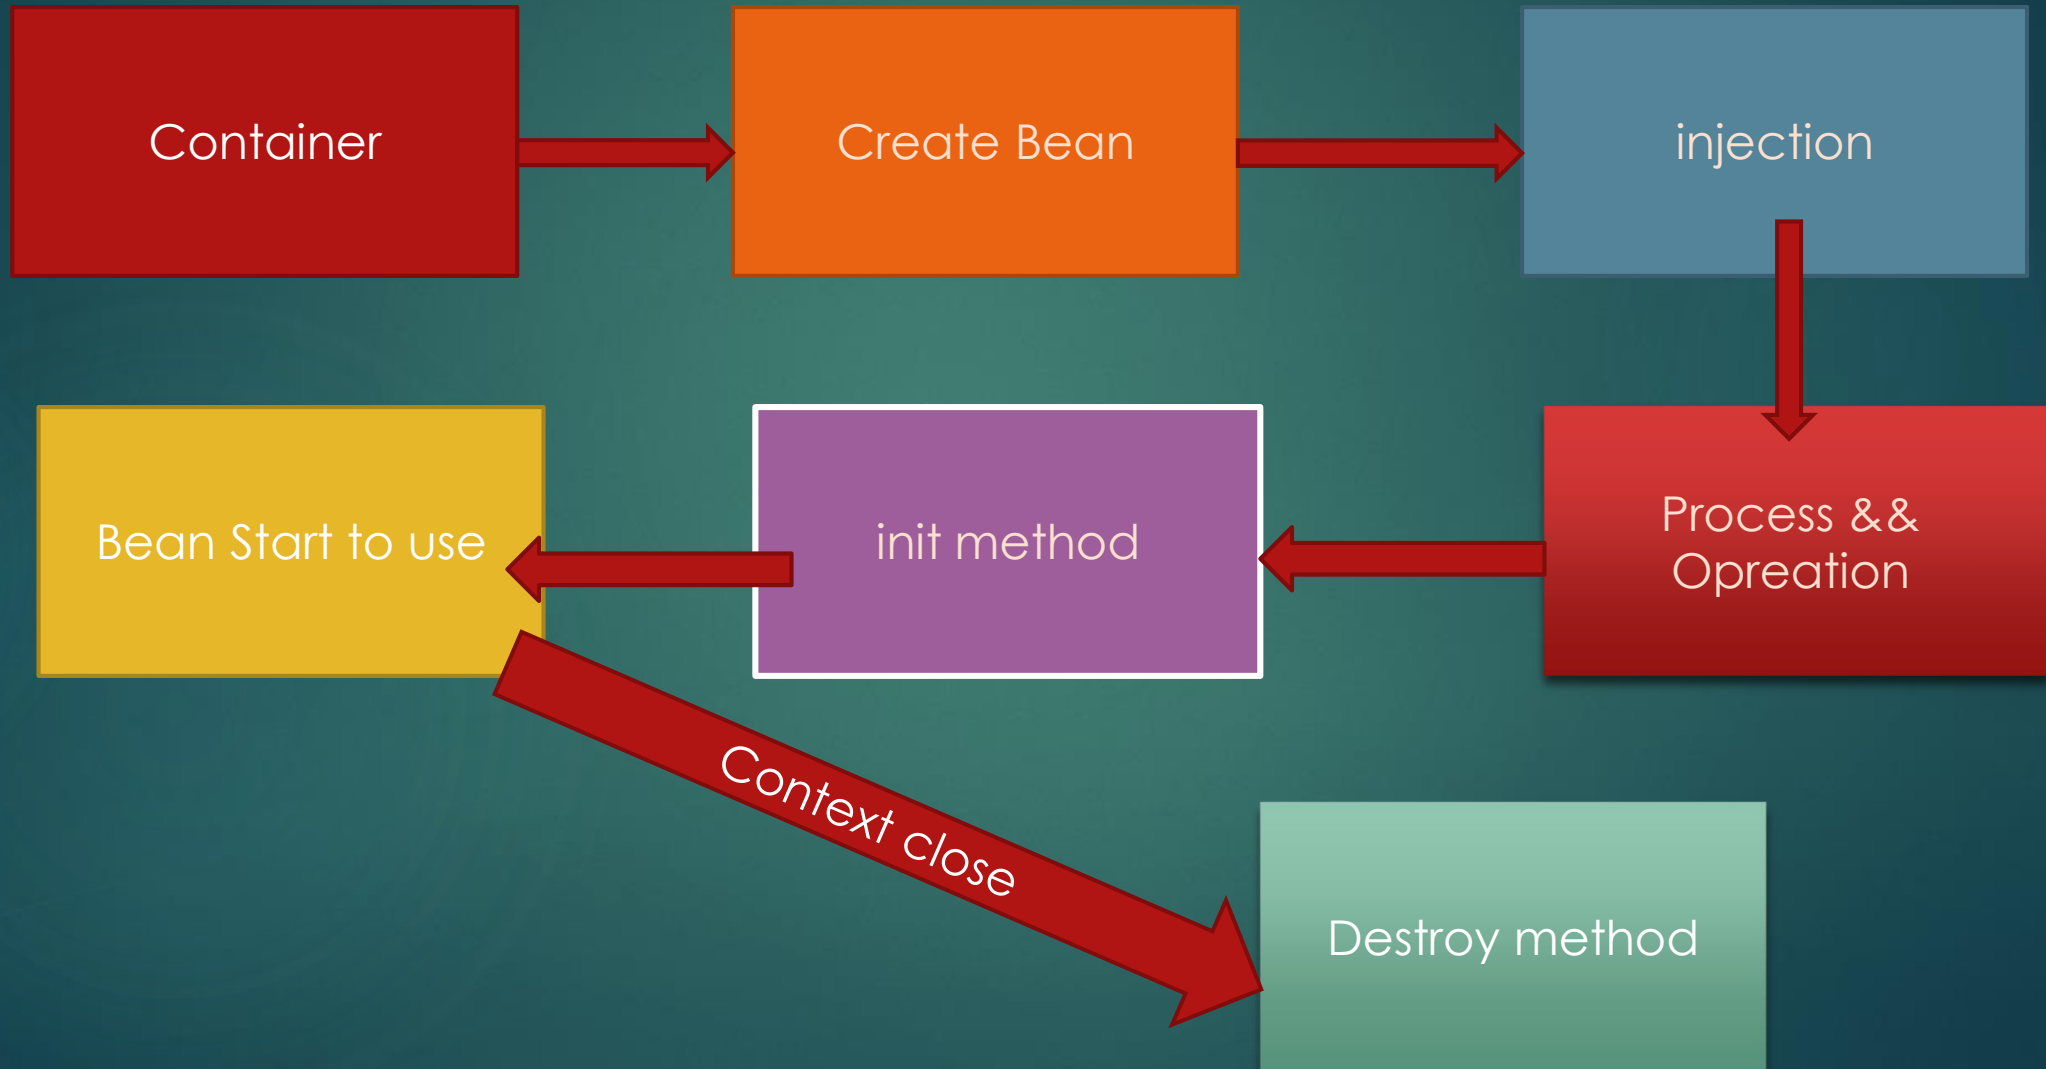 Container
Create Bean
injection
Process &&
Opreation
init method
Bean Start to use
Context close
Destroy method